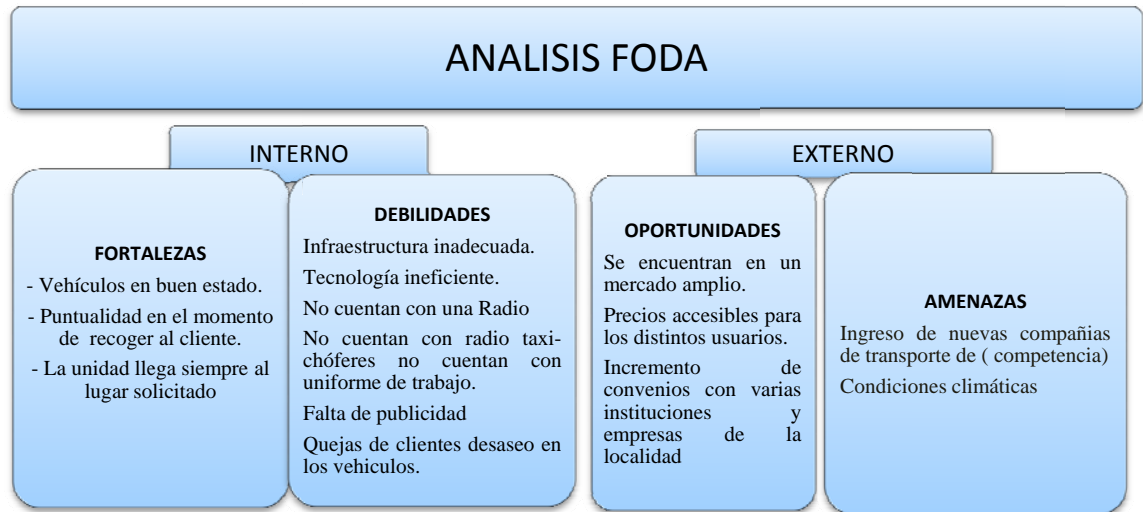 ANALISIS FODA
INTERNO
FORTALEZAS
- Vehículos en buen estado.
- Puntualidad en el momento
de recoger al cliente.
- La unidad llega siempre al
lugar solicitado
DEBILIDADES
Infraestructura inadecuada.
Tecnología ineficiente.
No cuentan con una Radio
No cuentan con radio taxi-
chóferes no cuentan con
uniforme de trabajo.
Falta de publicidad
Quejas de clientes desaseo en
los vehiculos.
EXTERNO
OPORTUNIDADES
Se encuentran en un
mercado amplio.
Precios accesibles para
los distintos usuarios.
Incremento de
convenios con varias
instituciones y
empresas de la
localidad
AMENAZAS
Ingreso de nuevas compañias
de transporte de ( competencia)
Condiciones climáticas